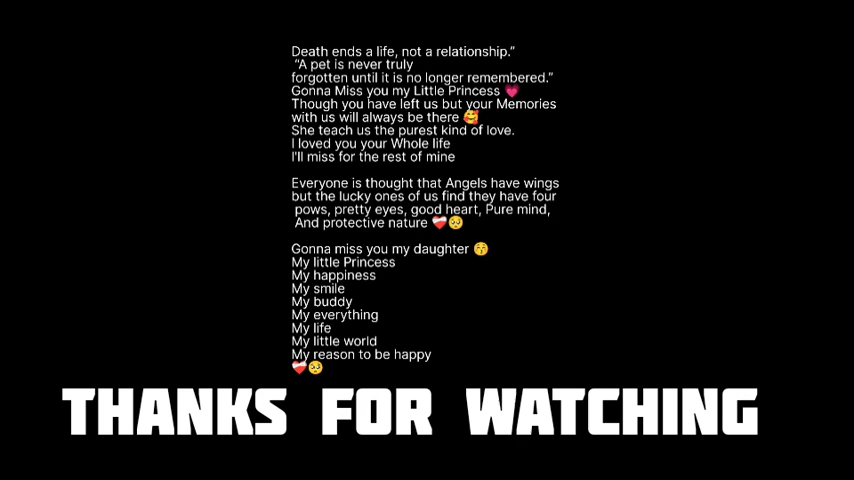 Death ends a life, not a relationship.”
“A pet is never truly
forgotten until it is no longer remembered.”
Gonna Miss you my Little Princess 💗
Though you have left us but your Memories
with us will always be there 🥰
She teach us the purest kind of love.
I loved you your Whole life
I'll miss for the rest of mine
Everyone is thought that Angels have wings
but the lucky ones of us find they have four
pows, pretty eyes, good heart, Pure mind,
And protective nature ❤️‍🩹🥺
Gonna miss you my daughter 😚
My little Princess
My happiness
My smile
My buddy
My everything
My life
My little world
My reason to be happy
❤️‍🩹🥺
THANKS FOR WATCHING